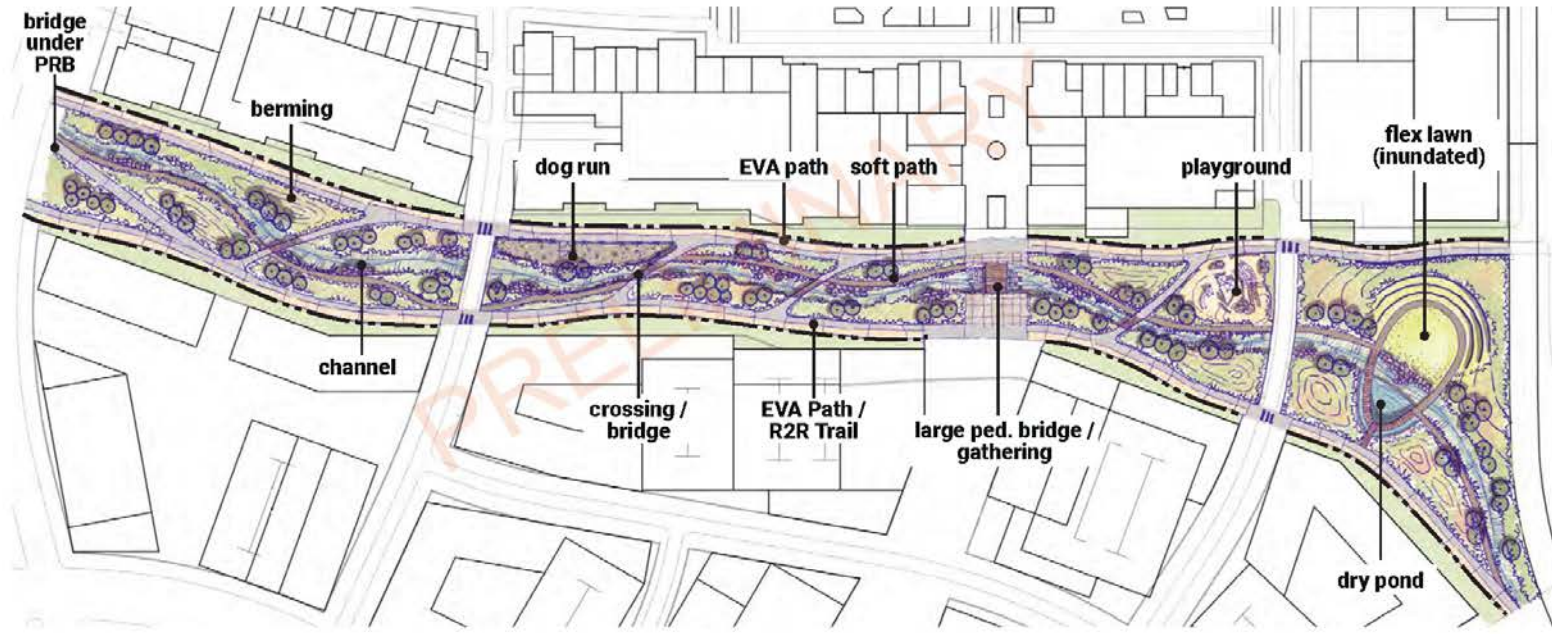 bridge
under
PRB
berming
dog run
EVA path
soft path
playground
flex lawn
(inundated)
channel
crossing /
bridge
EVA Path /
R2R Trail
large ped. bridge /
gathering
dry pond
PRELIMINARY